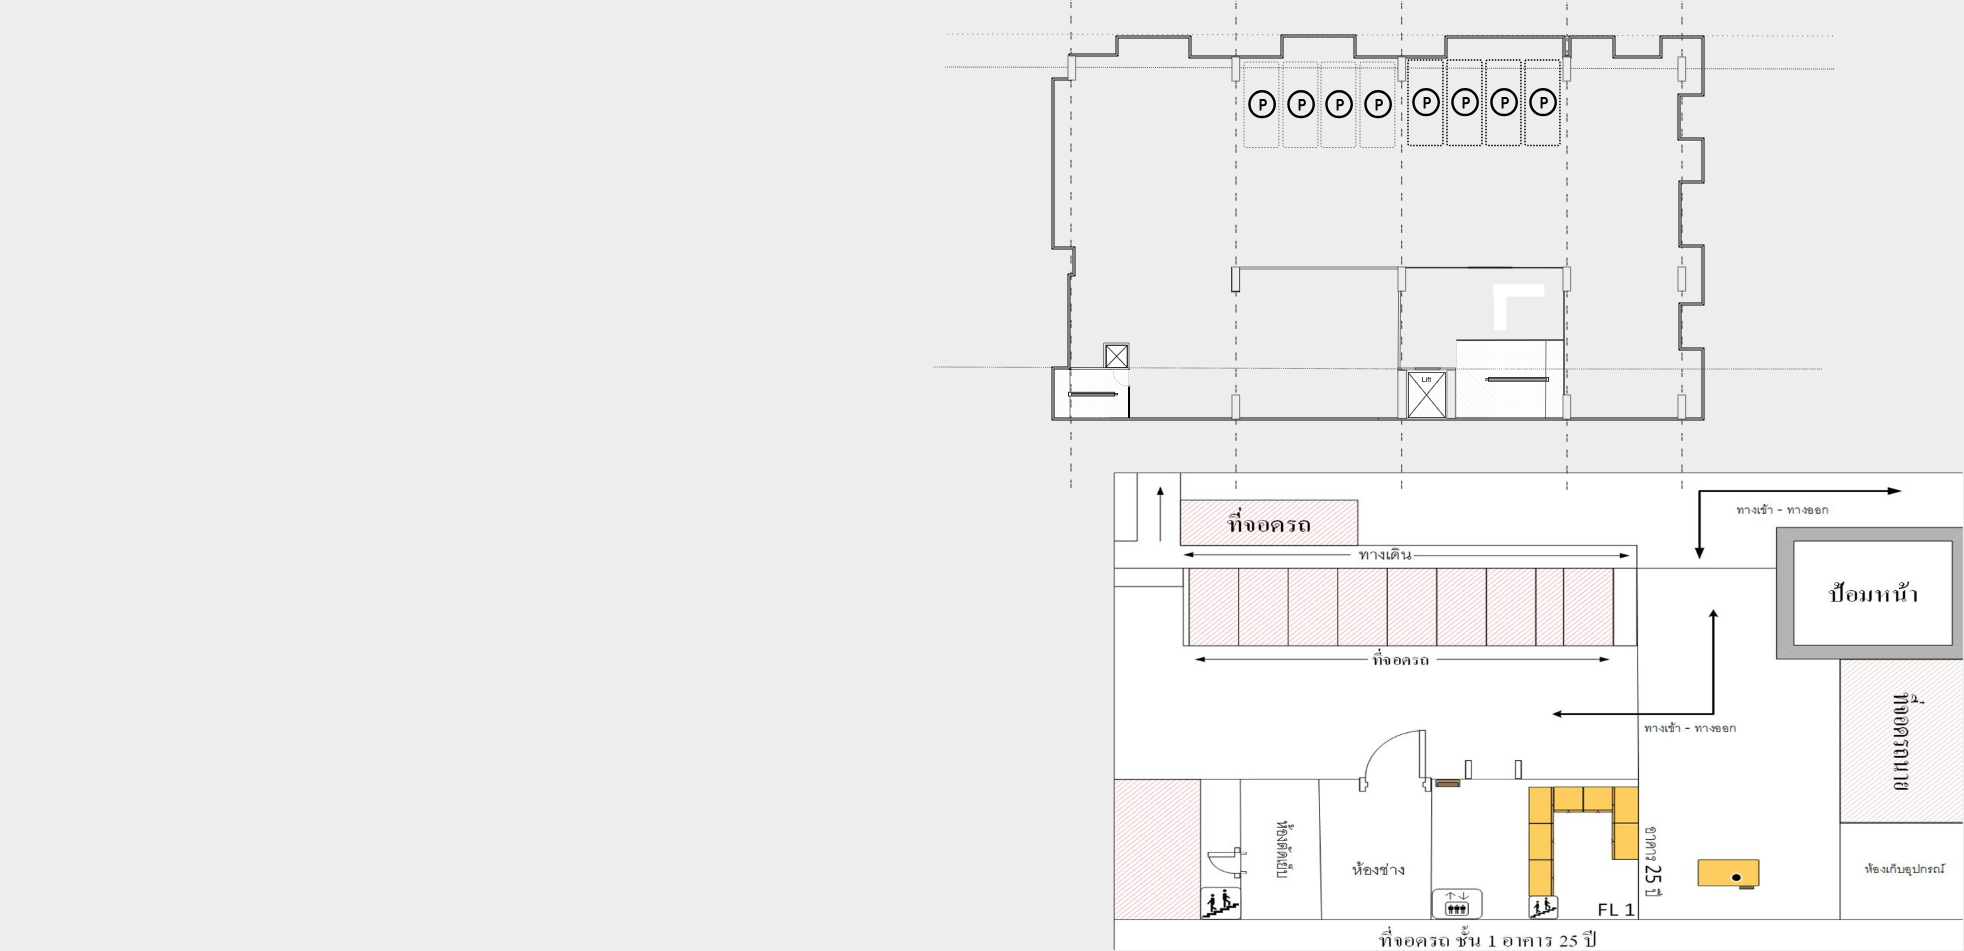 P P P P P P P P
Lift
ที่จอดรถ
ทางเข้า - ทางออก
ทางเดิน
ป้อมหน้า
ที่จอดรถ
ที่จอดรถนาย
ทางเข้า - ทางออก
ห้องตัดเย็บ
ห้องช่าง
อาคาร 25 ปี
ห้องเก็บอุปกรณ์
FL 1
ที่จอดรถ ชั้น 1 อาคาร 25 ปี